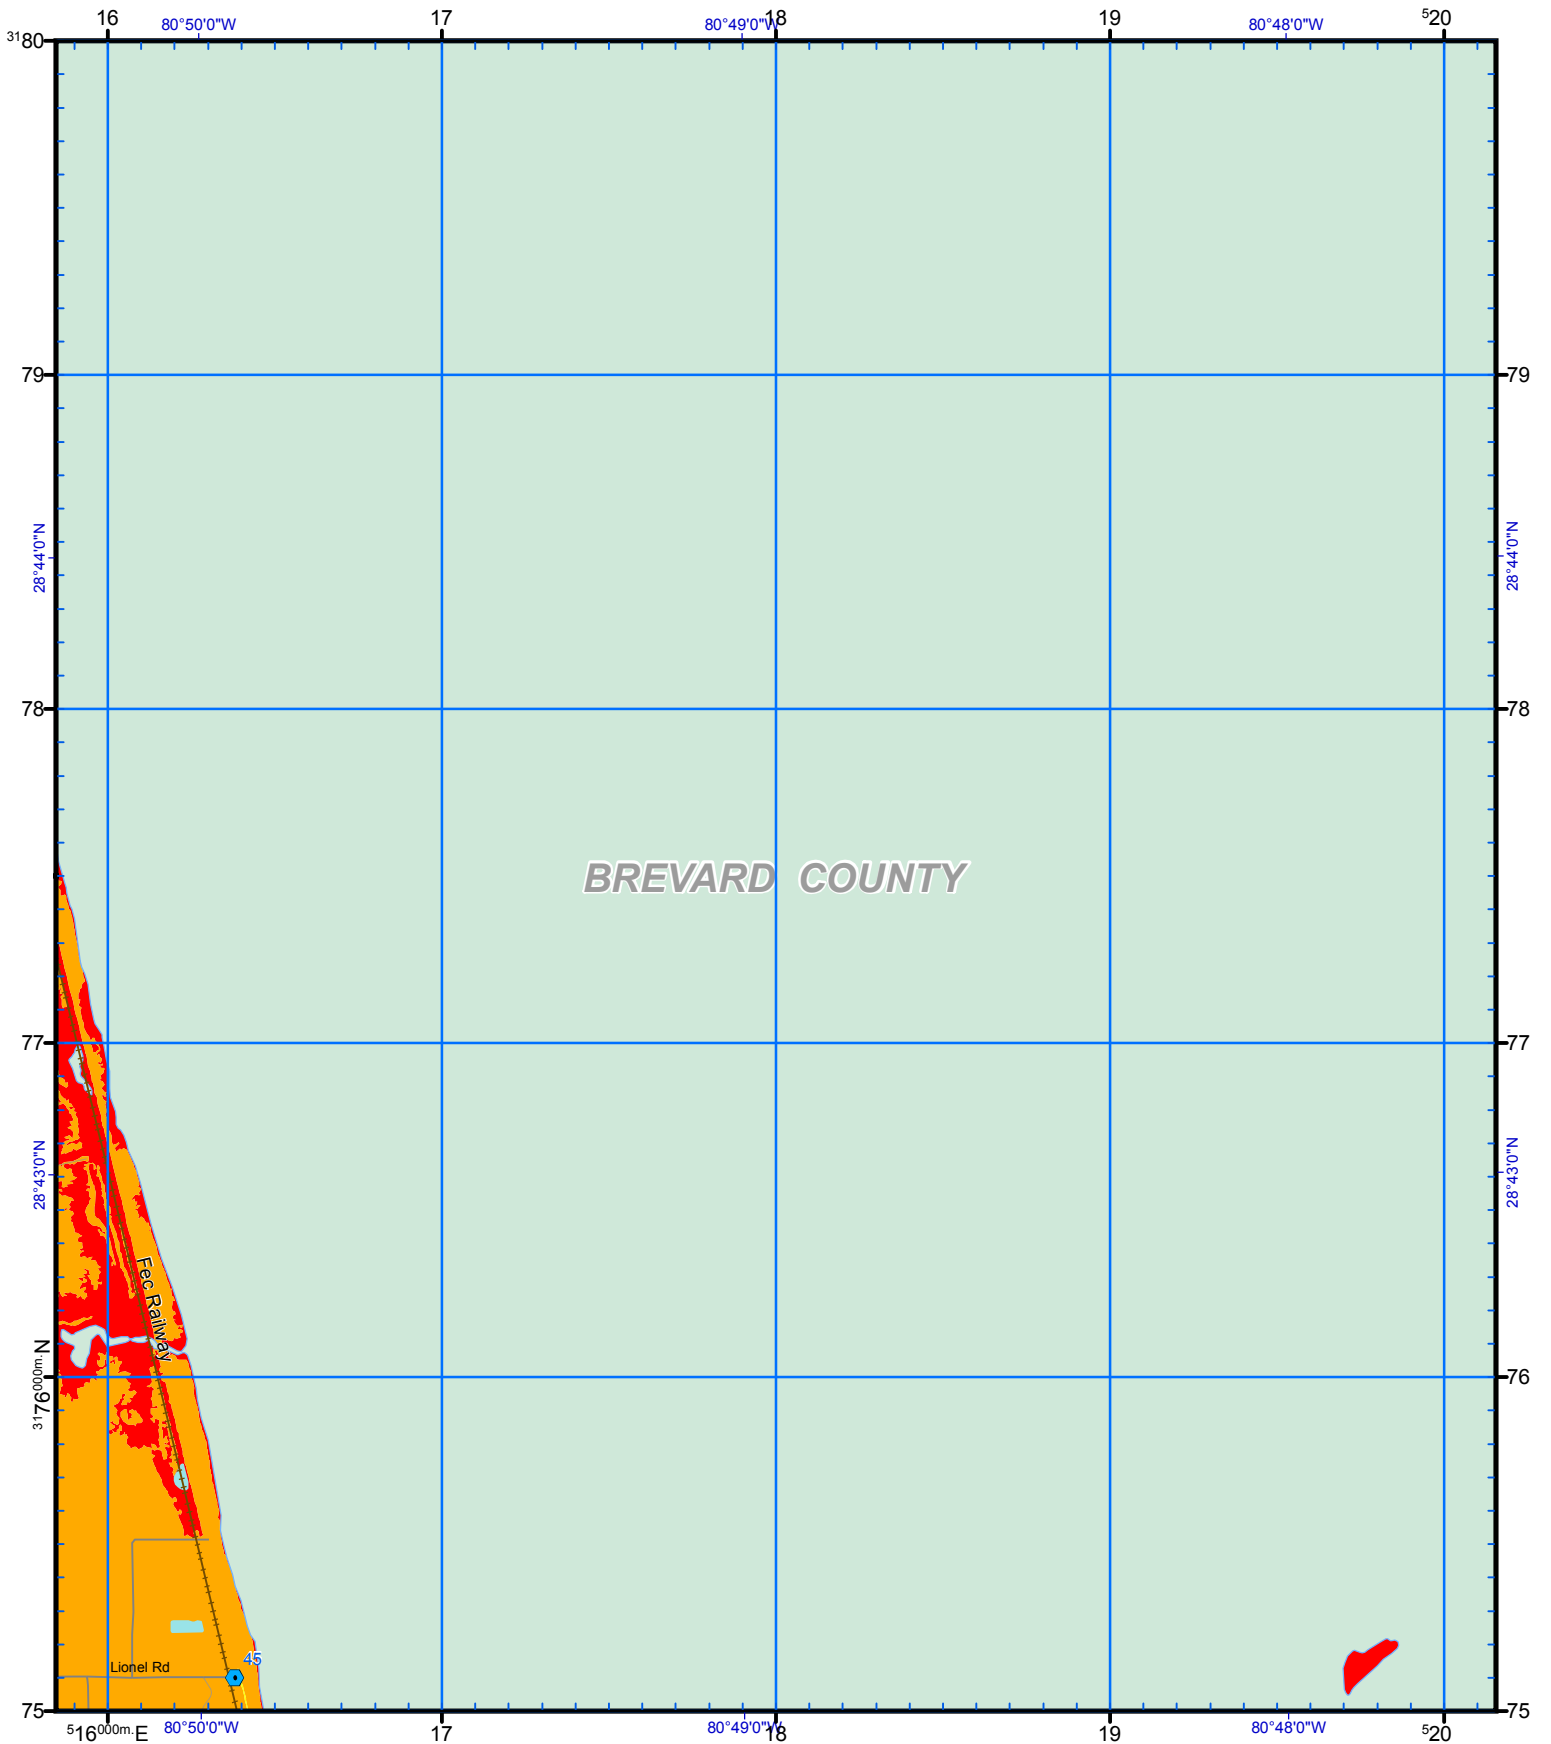 16 80°50'0"W 17 80°49'0"W 18 19 80°48'0"W 520
3180
79 79
28°44'0"N 28°44'0"N
78 78
BREVARD COUNTY
77 77
28°43'0"N 28°43'0"N
Fec Railway
3176000m.N 76
45
Lionel Rd
75 75
516000m.E 80°50'0"W 17 80°49'0"W 18 19 80°48'0"W 520